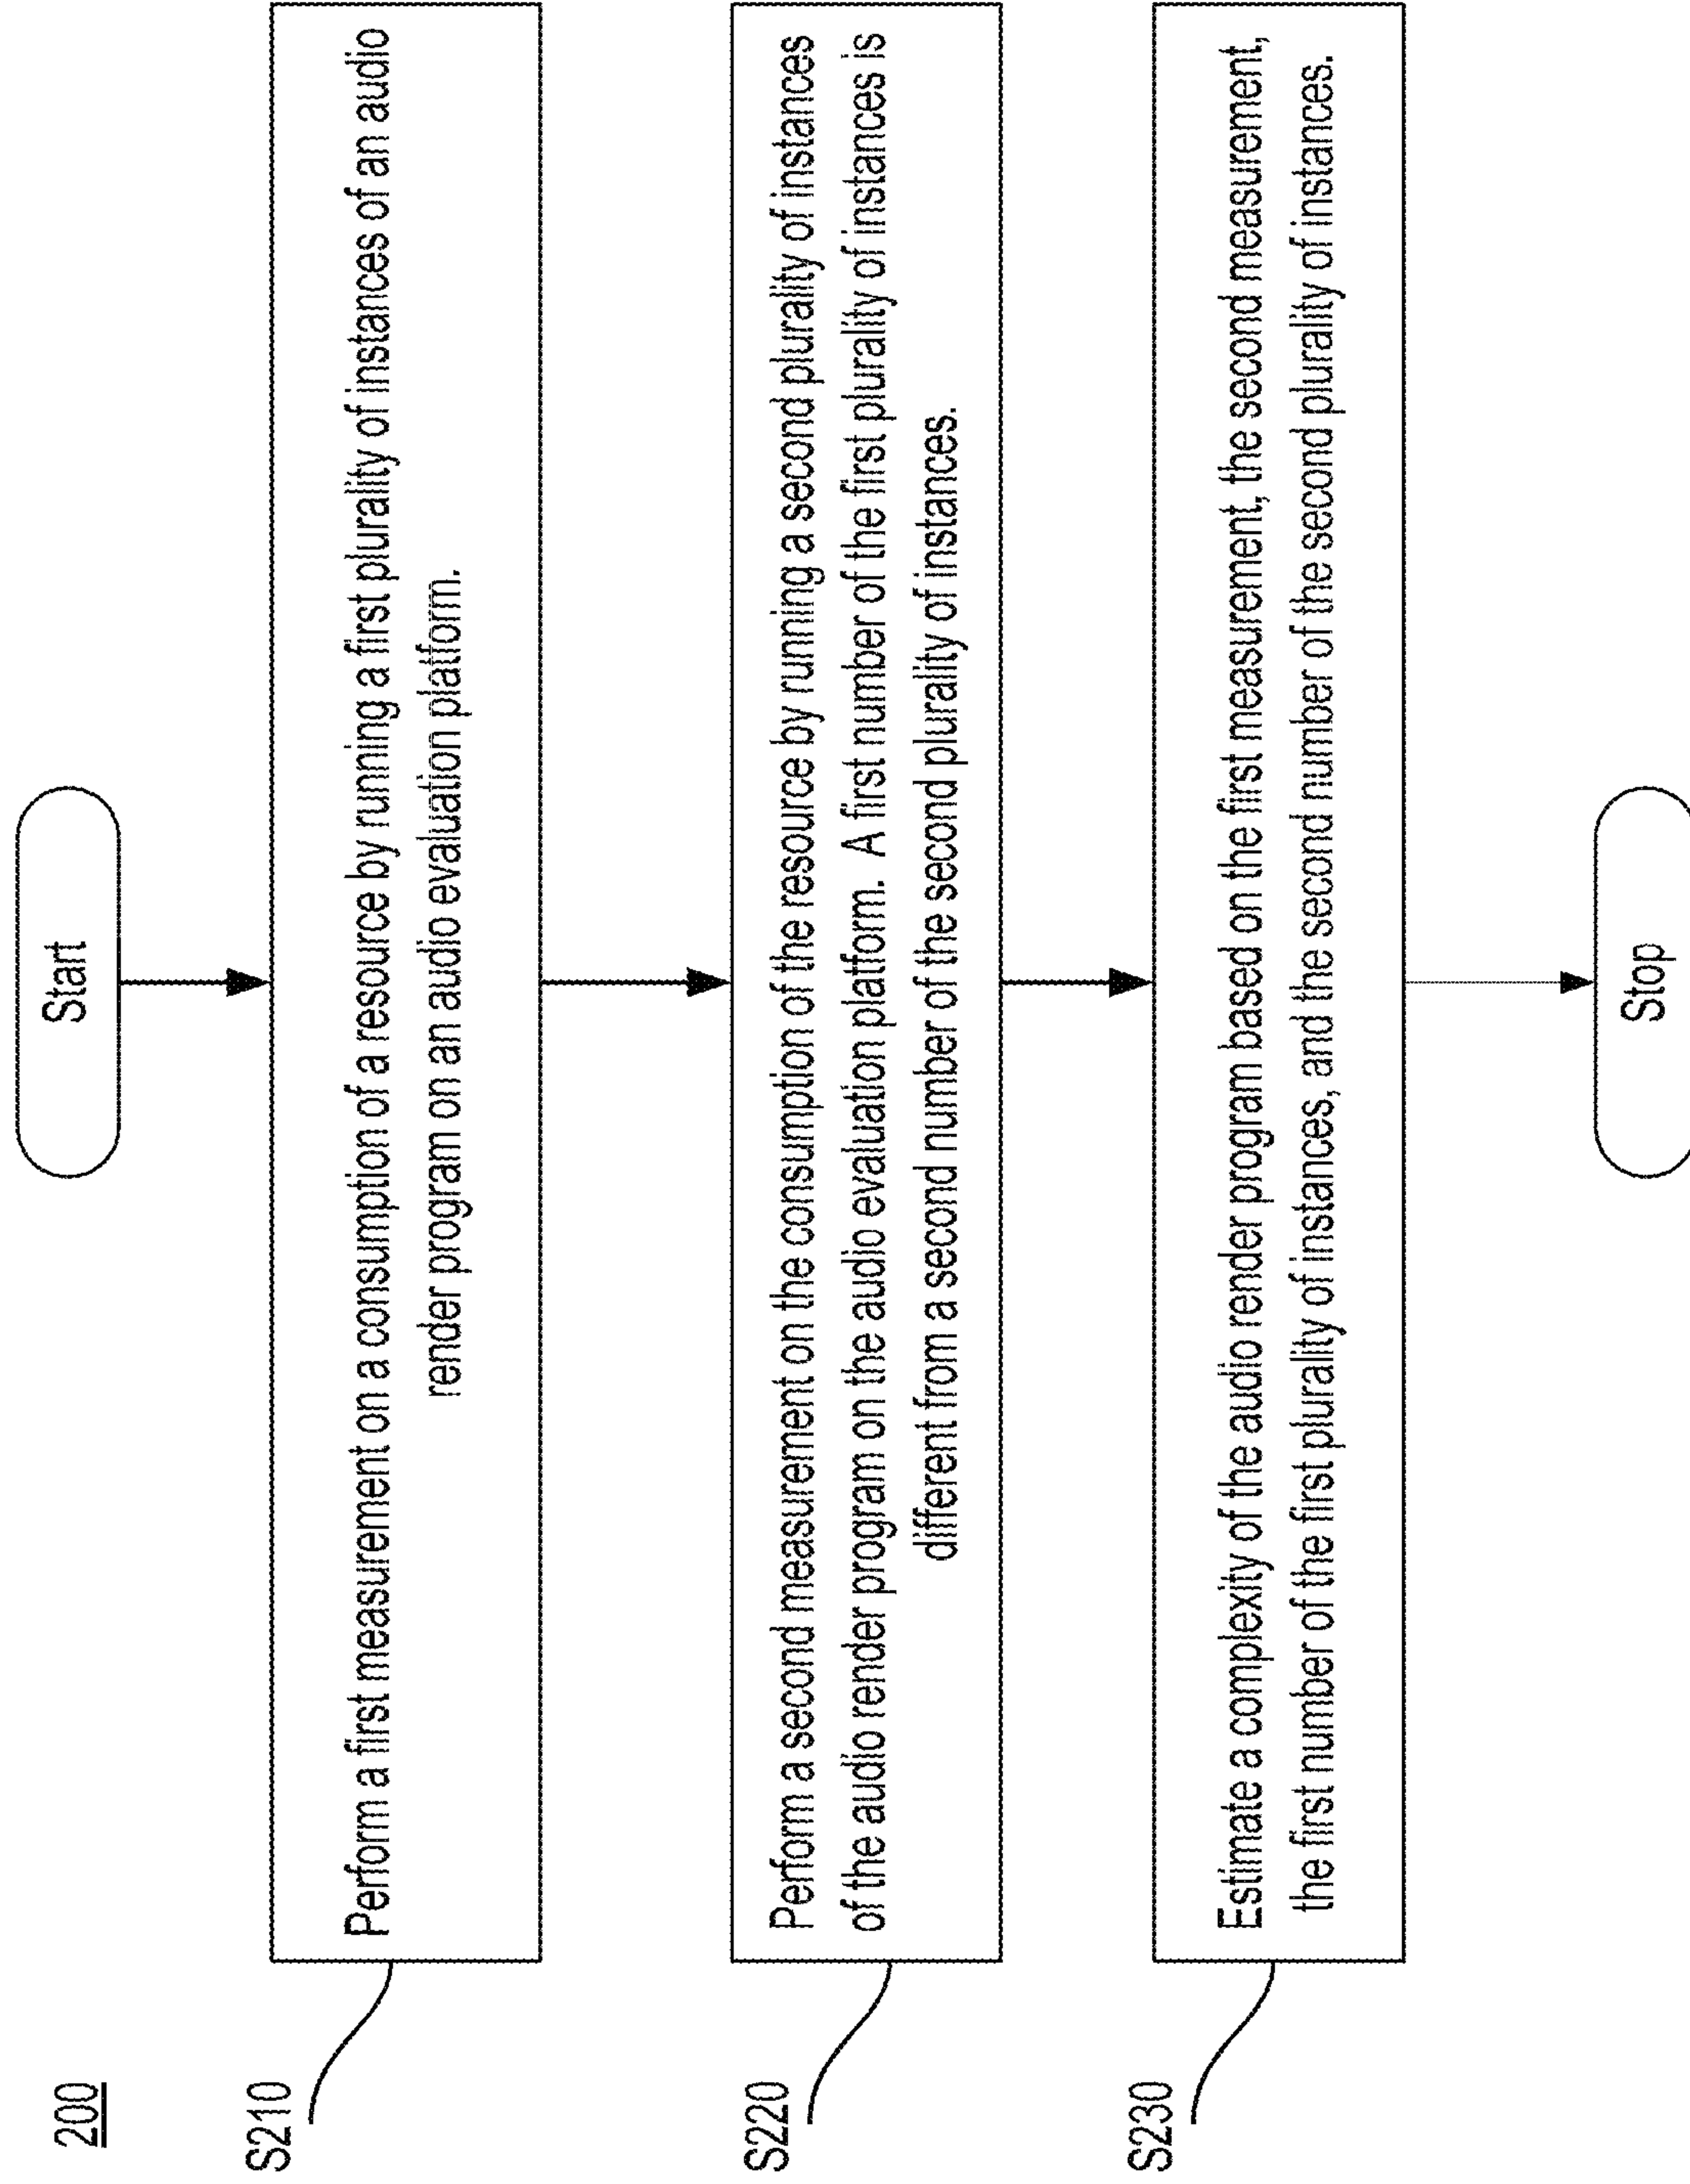 200
Start
S210
Perform a first measurement on a consumption of a resource by running a first plurality of instances of an audio
render program on an audio evaluation platform.
S220
Perform a second measurement on the consumption of the resource by running a second plurality of instances
of the audio render program on the audio evaluation platform. A first number of the first plurality of instances is
different from a second number of the second plurality of instances.
S230
Estimate a complexity of the audio render program based on the first measurement, the second measurement,
the first number of the first plurality of instances, and the second number of the second plurality of instances.
Stop